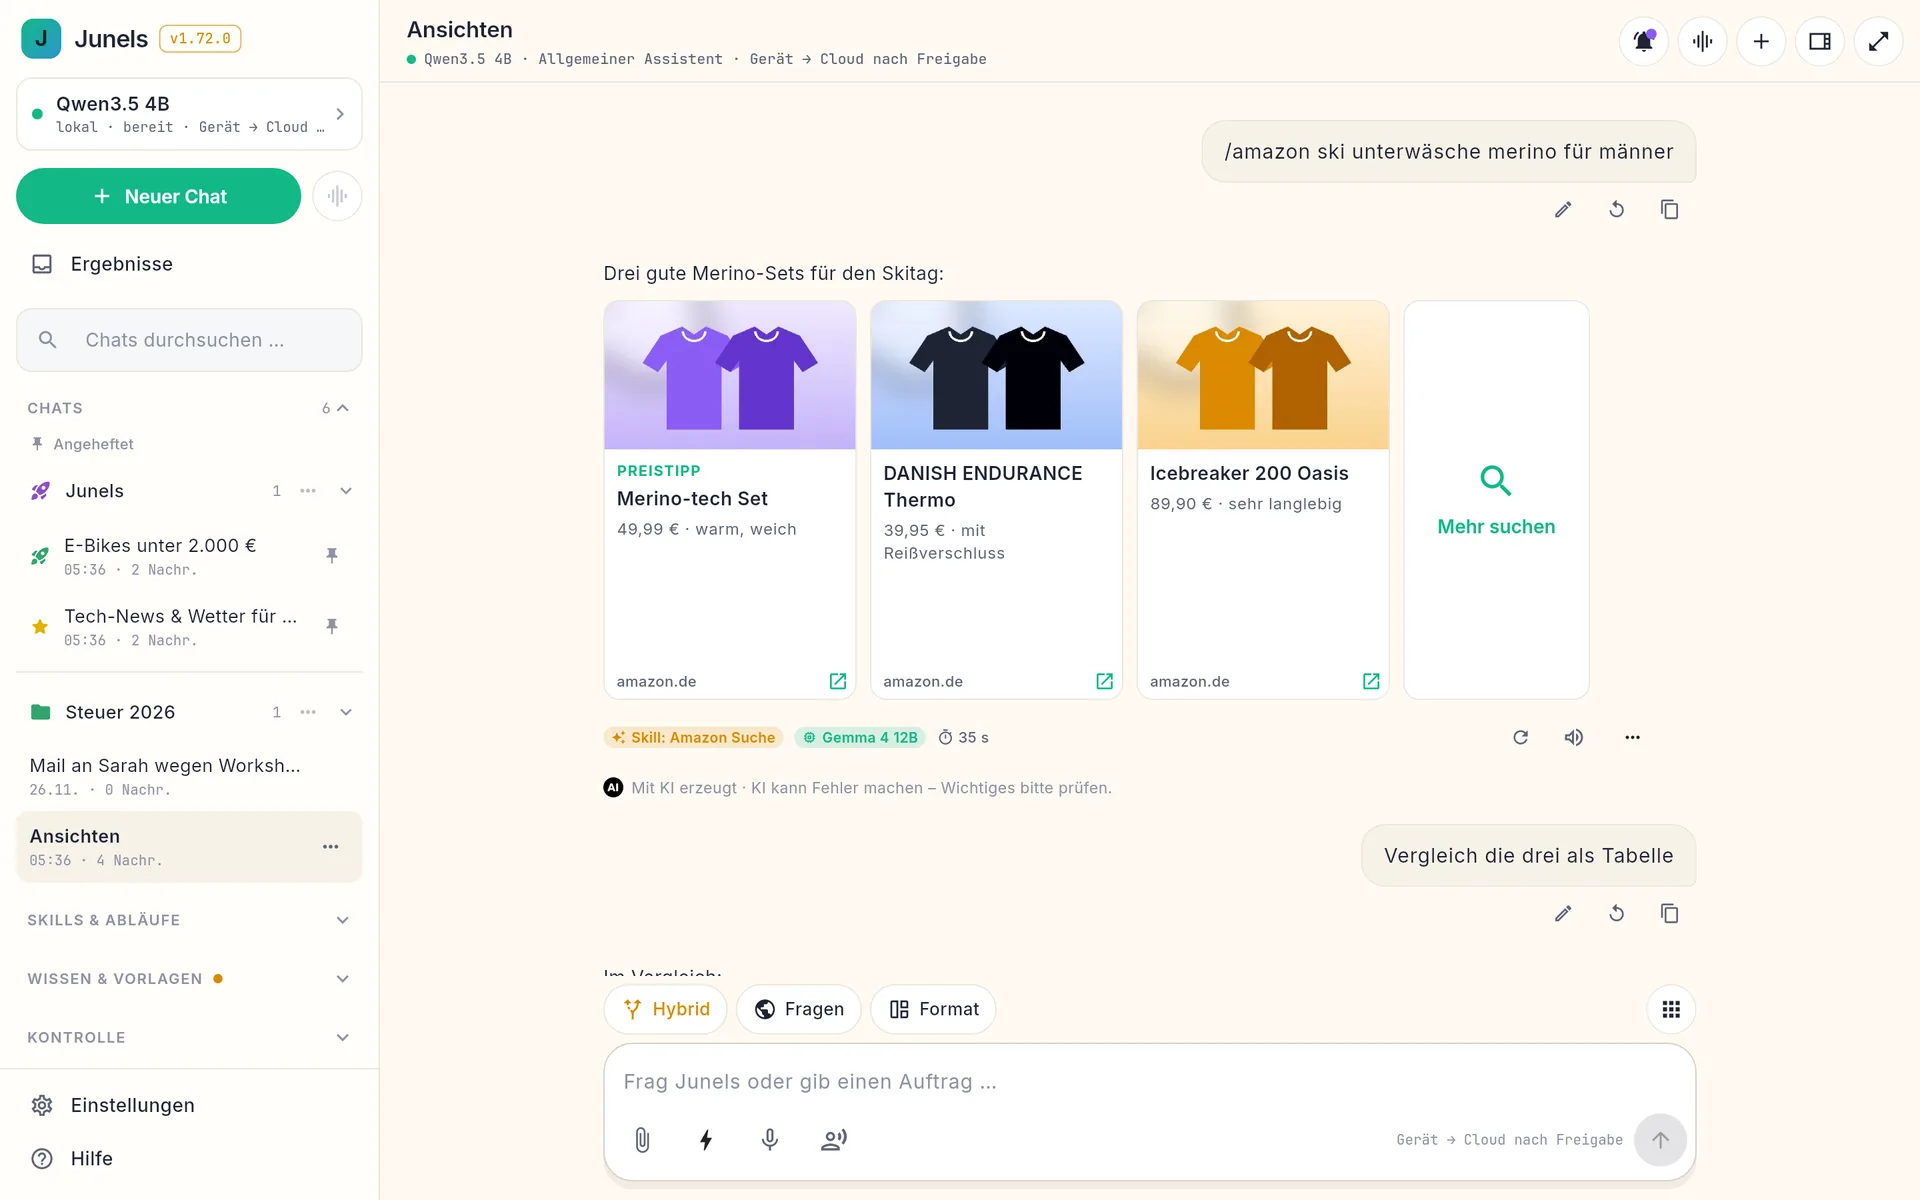 J
Junels
v1.72.0
Qwen3.5 4B
lokal · bereit · Gerät → Cloud …
+ Neuer Chat
Ergebnisse
Chats durchsuchen ...
CHATS
6
Angeheftet
Junels
1
E-Bikes unter 2.000 €
05:36 · 2 Nachr.
Tech-News & Wetter für ...
05:36 · 2 Nachr.
Steuer 2026
1
Mail an Sarah wegen Worksh...
26.11. · 0 Nachr.
Ansichten
05:36 · 4 Nachr.
SKILLS & ABLÄUFE
WISSEN & VORLAGEN
KONTROLLE
Einstellungen
Hilfe
Ansichten
Qwen3.5 4B · Allgemeiner Assistent · Gerät → Cloud nach Freigabe
/amazon ski unterwäsche merino für männer
Drei gute Merino-Sets für den Skitag:
PREISTIPP
Merino-tech Set
49,99 € · warm, weich
amazon.de
DANISH ENDURANCE
Thermo
39,95 € · mit
Reißverschluss
amazon.de
Icebreaker 200 Oasis
89,90 € · sehr langlebig
amazon.de
Mehr suchen
Skill: Amazon Suche
Gemma 4 12B
35 s
AI Mit KI erzeugt · KI kann Fehler machen – Wichtiges bitte prüfen.
Vergleich die drei als Tabelle
Im Vergleich:
Hybrid
Fragen
Format
Frag Junels oder gib einen Auftrag ...
Gerät → Cloud nach Freigabe